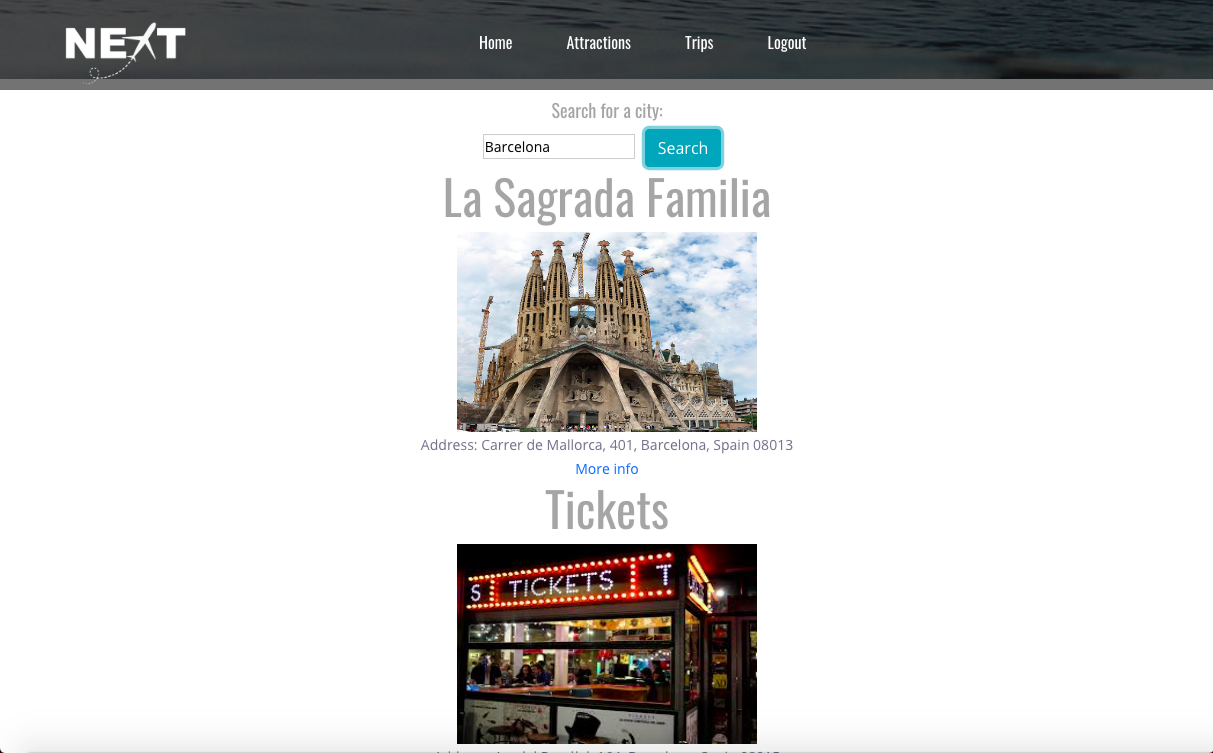 NEXT
Home Attractions Trips Logout
Search for a city:
Barcelona Search
La Sagrada Familia
Address: Carrer de Mallorca, 401, Barcelona, Spain 08013
More info
Tickets
S TICKETS T